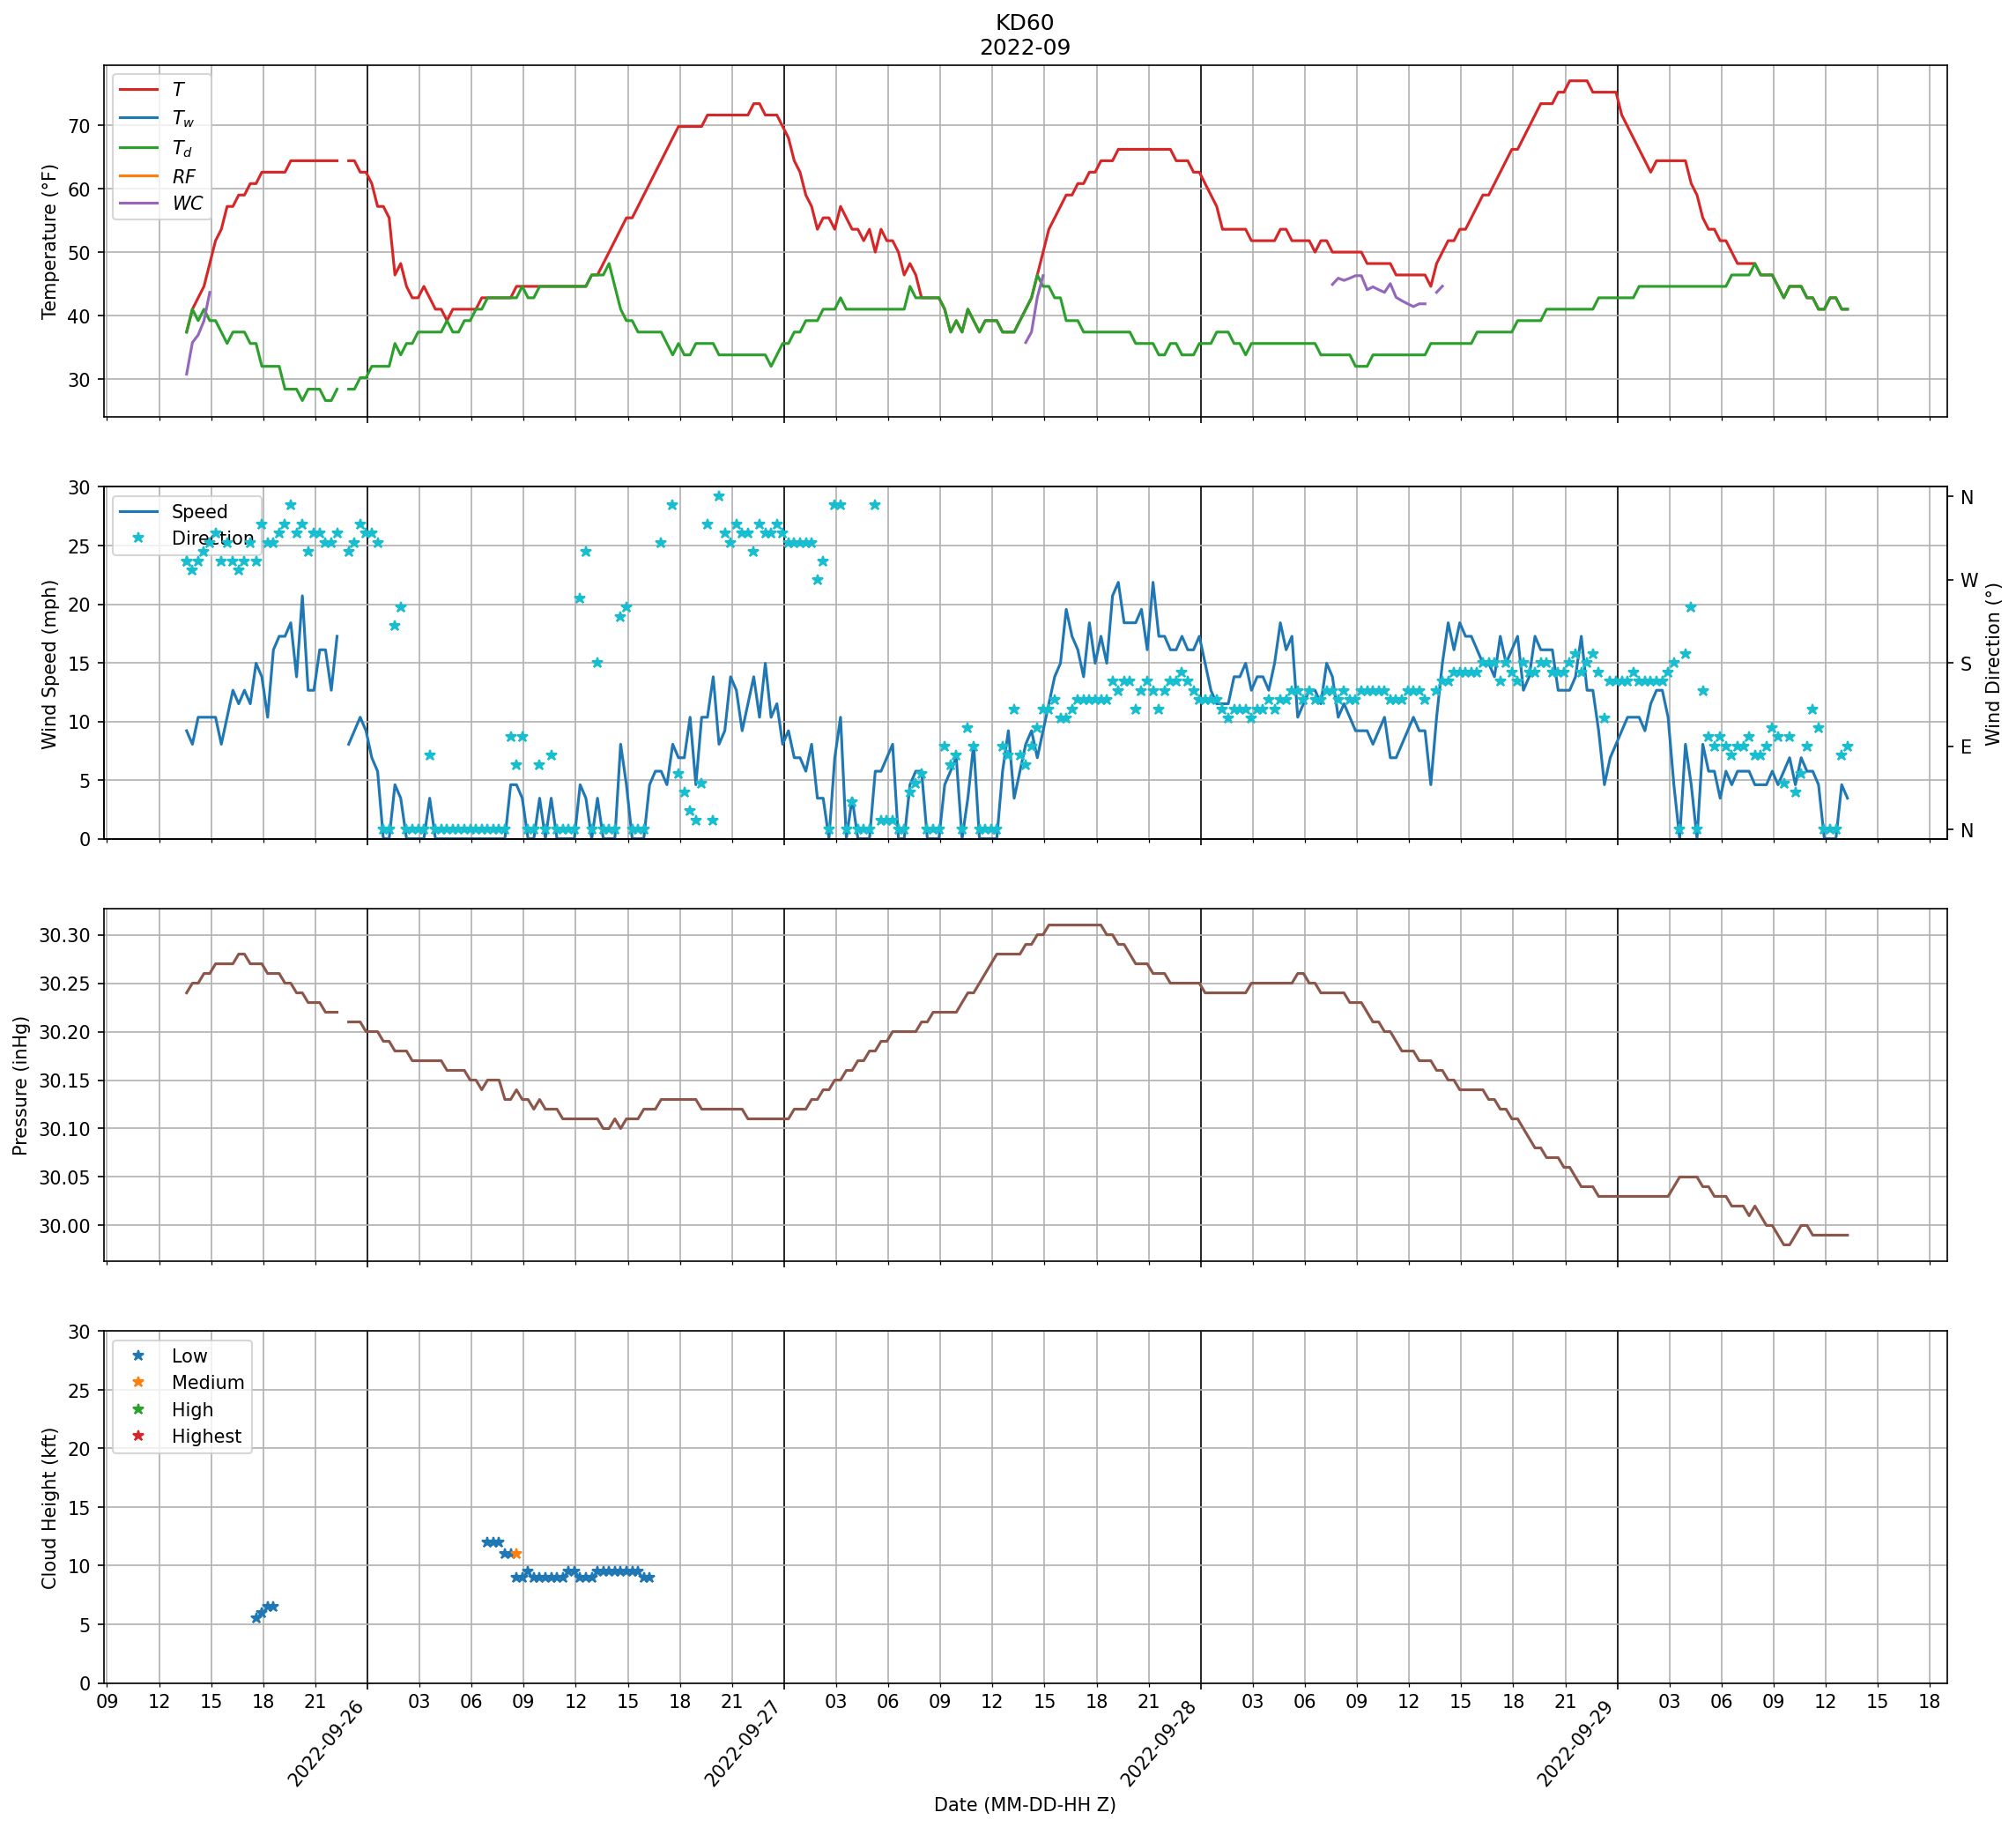 KD60
2022-09
Temperature (°F)
70
60
50
40
30
T
T_w
T_d
RF
WC
Wind Speed (mph)
30
25
20
15
10
5
0
Speed
Direction
N
W
S
E
N
Wind Direction (°)
Pressure (inHg)
30.30
30.25
30.20
30.15
30.10
30.05
30.00
Cloud Height (kft)
30
25
20
15
10
5
0
Low
Medium
High
Highest
09 12 15 18 21 03 06 09 12 15 18 21 03 06 09 12 15 18 21 03 06 09 12 15 18 21 03 06 09 12 15 18
2022-09-26 2022-09-27 2022-09-28 2022-09-29
Date (MM-DD-HH Z)